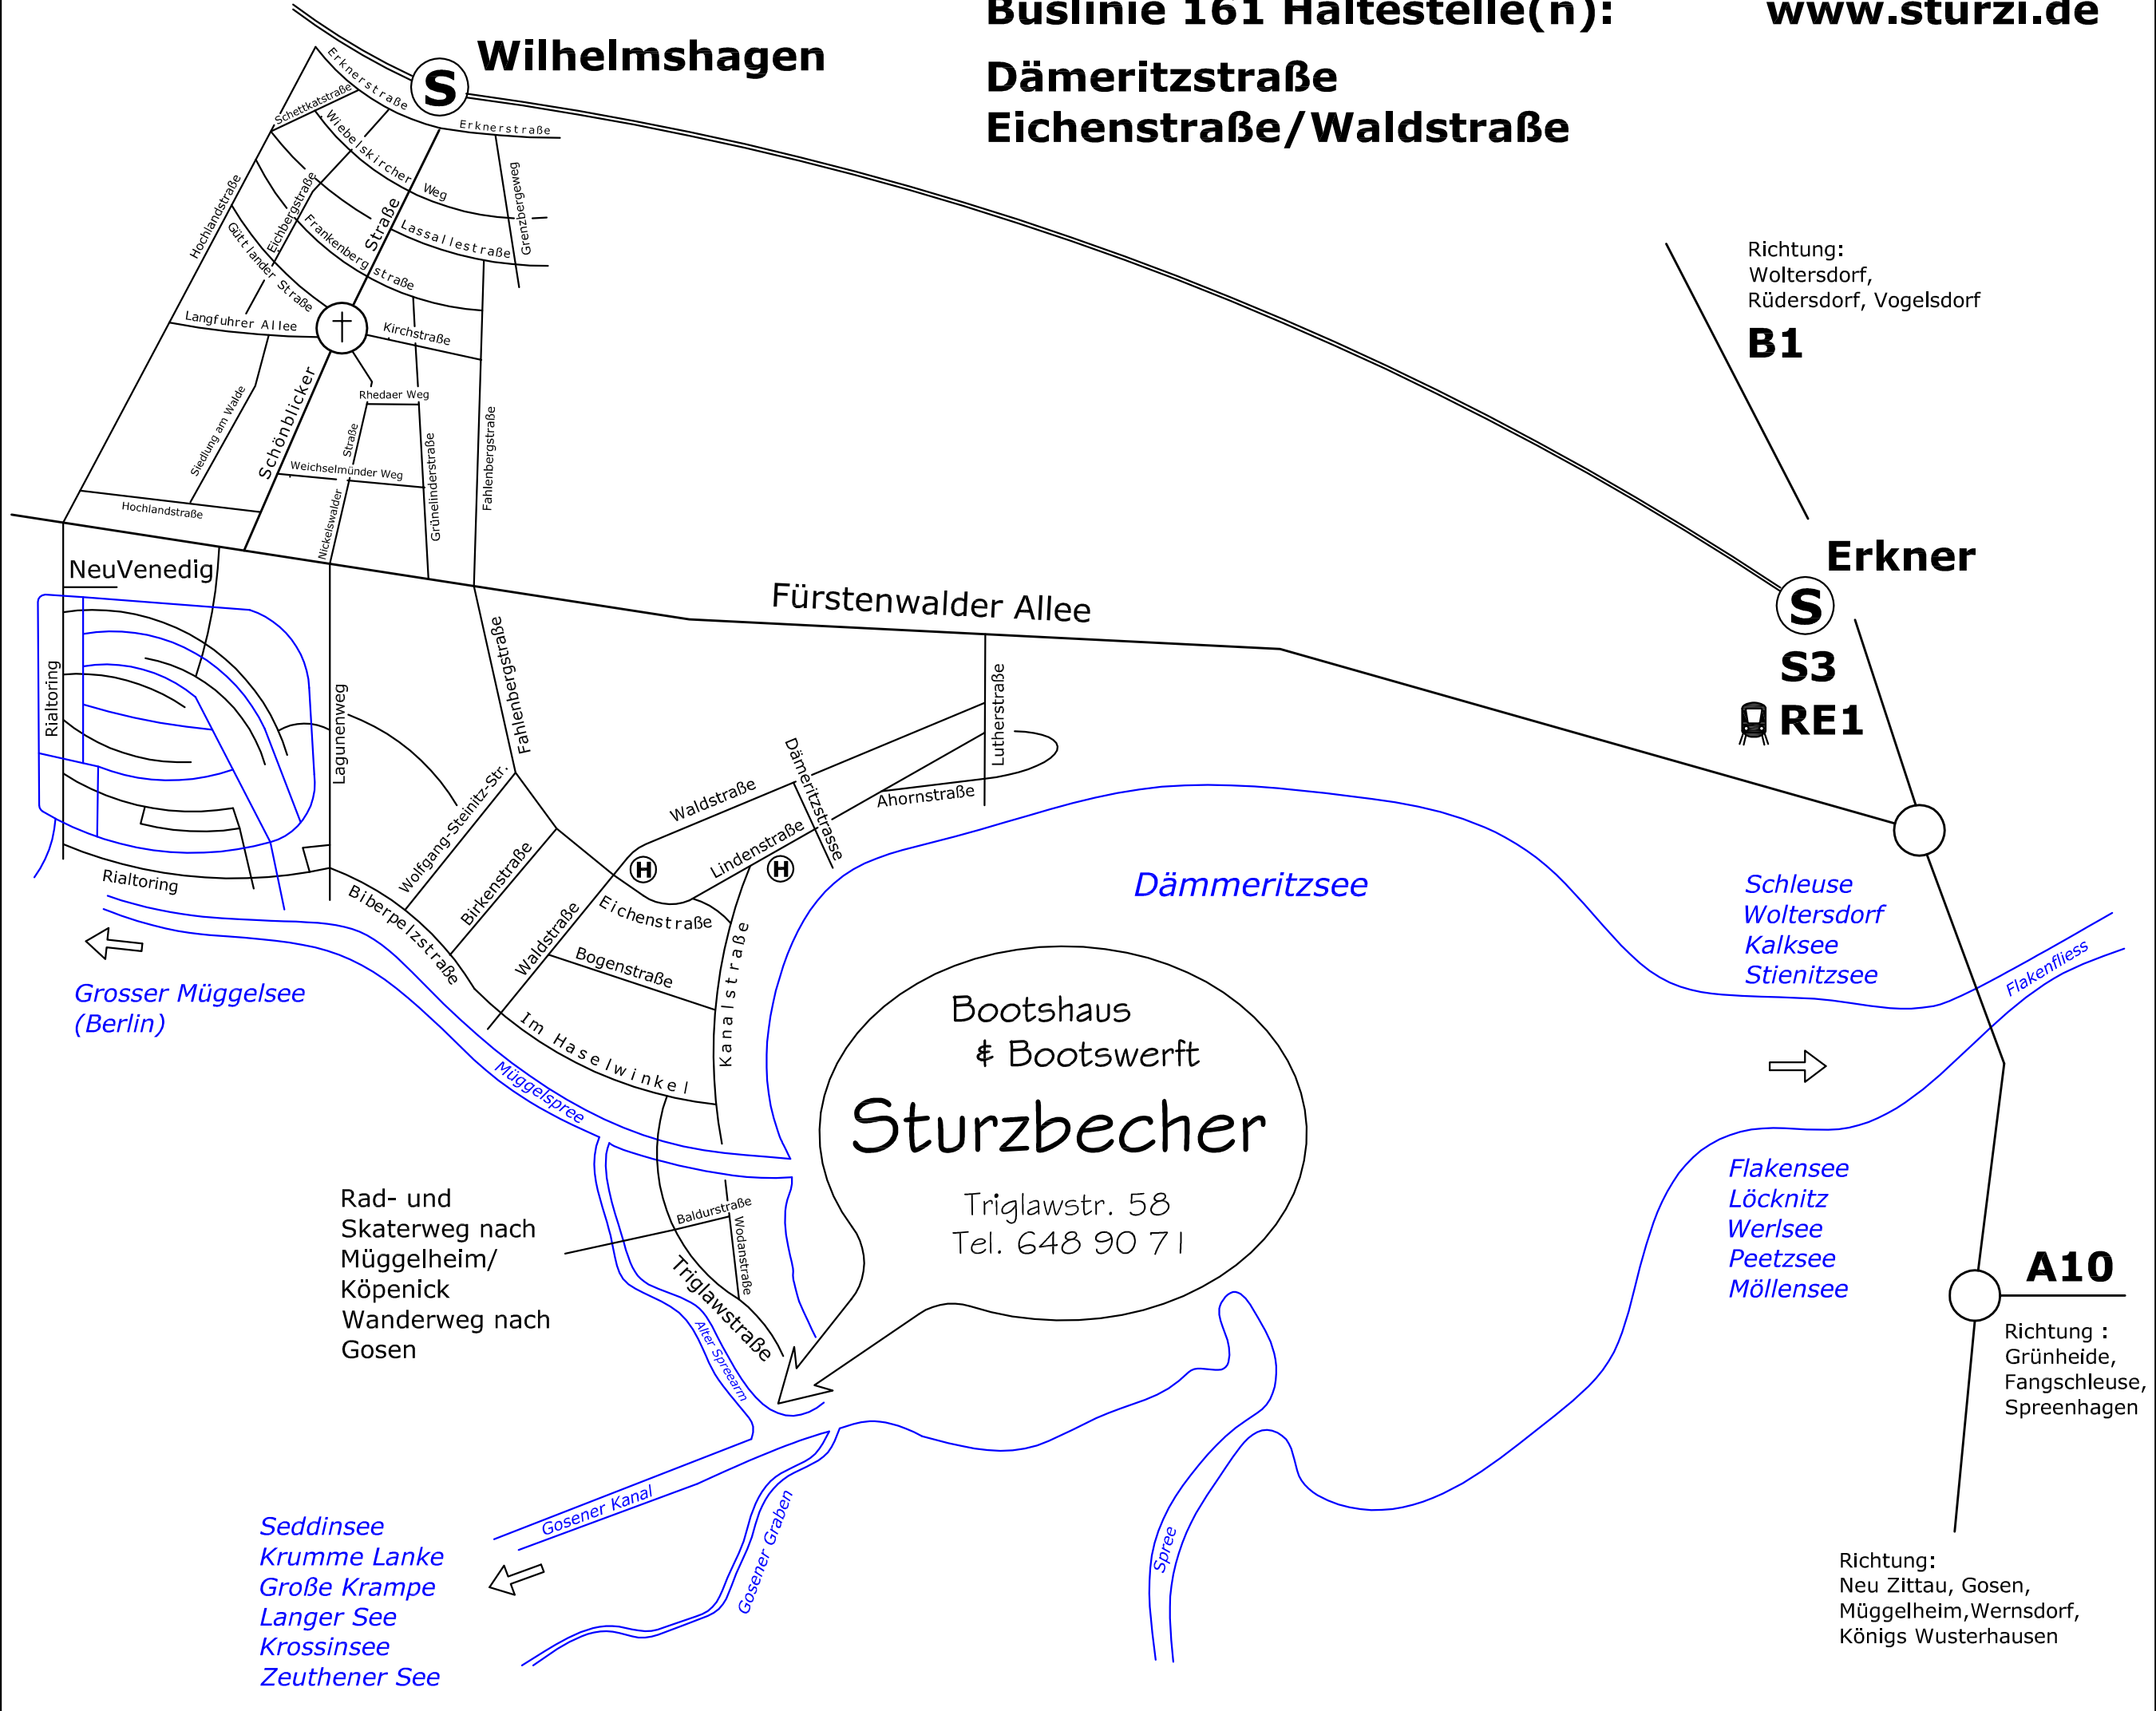 Buslinie 161 Haltestelle(n):
www.sturzi.de
Dämeritzstraße
Eichenstraße/Waldstraße
S
Wilhelmshagen
Erknerstraße
Erknerstraße
Schettkatstraße
Wiebelskircher Weg
Grenzbergeweg
Hochlandstraße
Eichbergstraße
Straße
Lassallestraße
Frankenbergstraße
Güttlander Straße
Langfuhrer Allee
Kirchstraße
Rhedaer Weg
Siedlung am Walde
Schönblicker
Nickelswalder Straße
Weichselmünder Weg
Grünelinderstraße
Fahlenbergstraße
Hochlandstraße
Richtung:
Woltersdorf,
Rüdersdorf, Vogelsdorf
B1
Erkner
S
S3
RE1
NeuVenedig
Fürstenwalder Allee
Rialtoring
Lagunenweg
Fahlenbergstraße
Lutherstraße
Dämeritzstrasse
Waldstraße
Ahornstraße
Wolfgang-Steinitz-Str.
Lindenstraße
H
H
Birkenstraße
Rialtoring
Biberpelzstraße
Waldstraße
Eichenstraße
Bogenstraße
Kanalstraße
Im Haselwinkel
Dämmeritzsee
Schleuse
Woltersdorf
Kalksee
Stienitzsee
Flakenfliess
Grosser Müggelsee
(Berlin)
Müggelspree
Bootshaus
& Bootswerft
Sturzbecher
Triglawstr. 58
Tel. 648 90 71
Flakensee
Löcknitz
Werlsee
Peetzsee
Möllensee
Rad- und
Skaterweg nach
Müggelheim/
Köpenick
Wanderweg nach
Gosen
Baldurstraße
Wodanstraße
Triglawstraße
Alter Spreearm
A10
Richtung :
Grünheide,
Fangschleuse,
Spreenhagen
Gosener Kanal
Gosener Graben
Spree
Seddinsee
Krumme Lanke
Große Krampe
Langer See
Krossinsee
Zeuthener See
Richtung:
Neu Zittau, Gosen,
Müggelheim,Wernsdorf,
Königs Wusterhausen